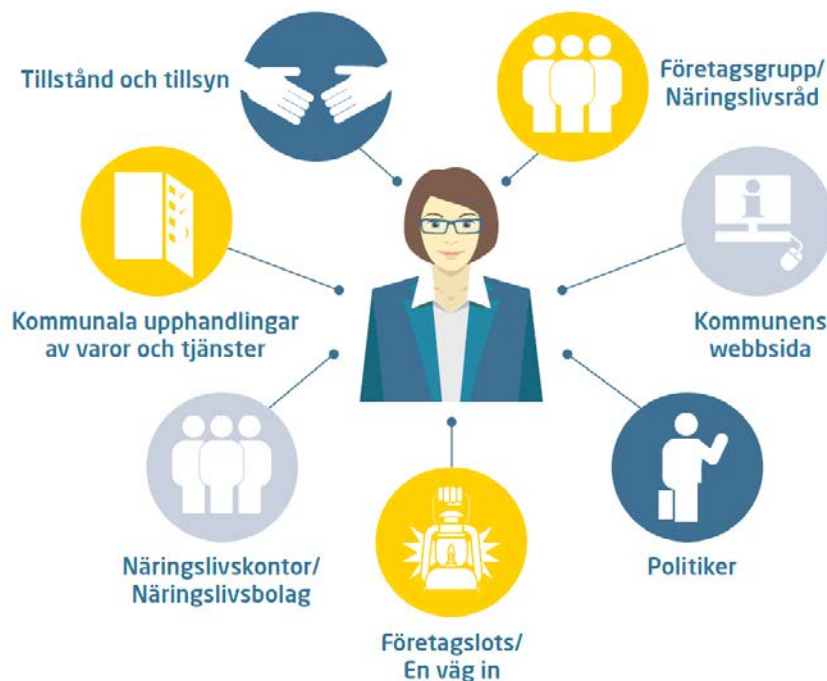 Tillstånd och tillsyn
Företagsgrupp/
Näringslivsråd
Kommunala upphandlingar
av varor och tjänster
Kommunens
webbsida
Näringslivskontor/
Näringslivsbolag
Politiker
Företagslots/
En väg in